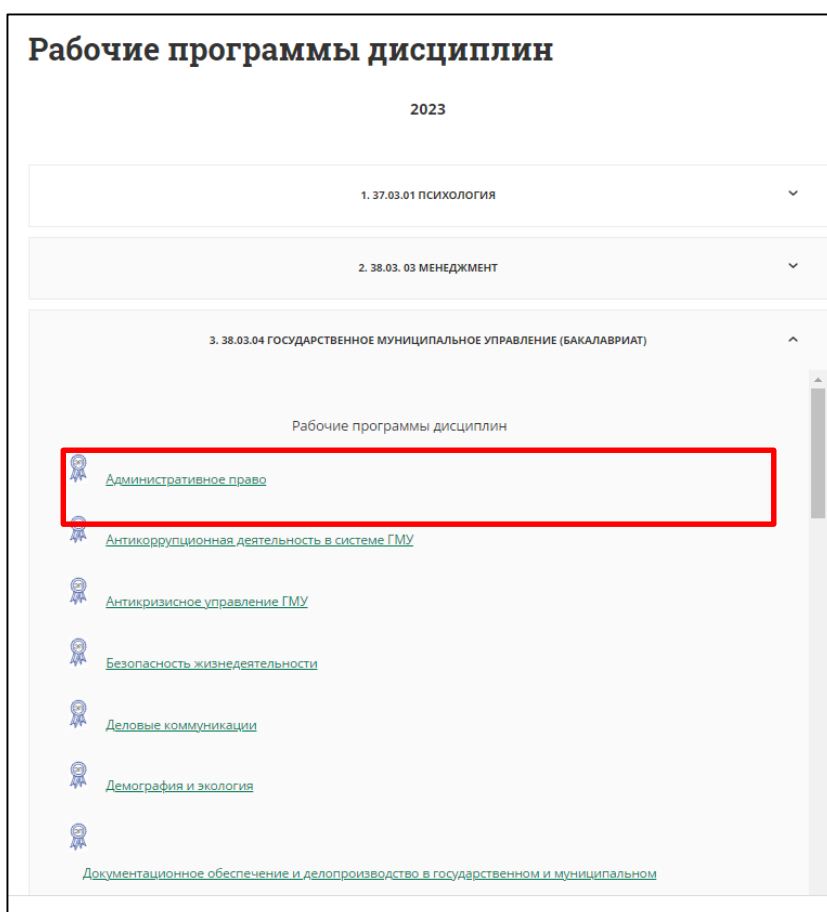 Рабочие программы дисциплин
2023
1. 37.03.01 ПСИХОЛОГИЯ
2. 38.03. 03 МЕНЕДЖМЕНТ
3. 38.03.04 ГОСУДАРСТВЕННОЕ МУНИЦИПАЛЬНОЕ УПРАВЛЕНИЕ (БАКАЛАВРИАТ)
Рабочие программы дисциплин
Административное право
Антикоррупционная деятельность в системе ГМУ
Антикризисное управление ГМУ
Безопасность жизнедеятельности
Деловые коммуникации
Демография и экология
Документационное обеспечение и делопроизводство в государственном и муниципальном